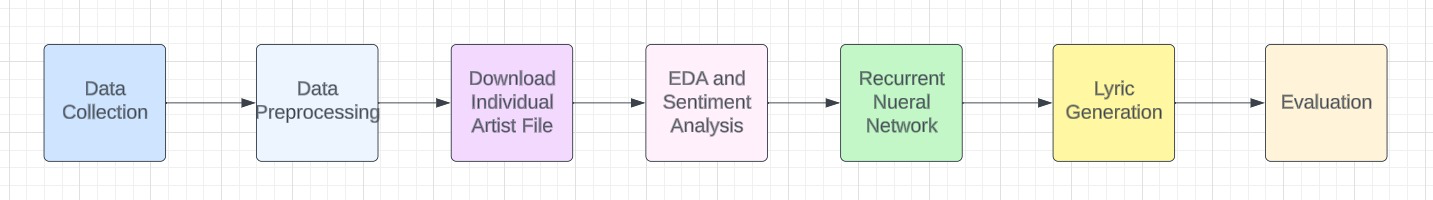 Data
Collection
Data
Preprocessing
Download
Individual
Artist File
EDA and
Sentiment
Analysis
Recurrent
Nueral
Network
Lyric
Generation
Evaluation